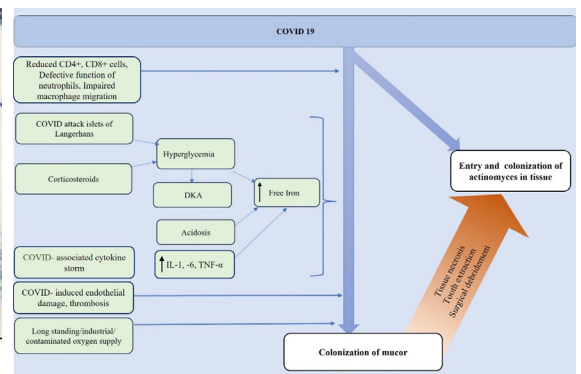 COVID 19
Reduced CD4+, CD8+ cells,
Defective function of
neutrophils, Impaired
macrophage migration
COVID attack islets of
Langerhans
Hyperglycemia
Corticosteroids
DKA
Free Iron
Acidosis
IL-1, -6, TNF-α
COVID- associated cytokine
storm
COVID- induced endothelial
damage, thrombosis
Long standing/industrial/
contaminated oxygen supply
Entry and colonization of
actinomyces in tissue
Tissue necrosis
Tooth extraction
Surgical debridement
Colonization of mucor